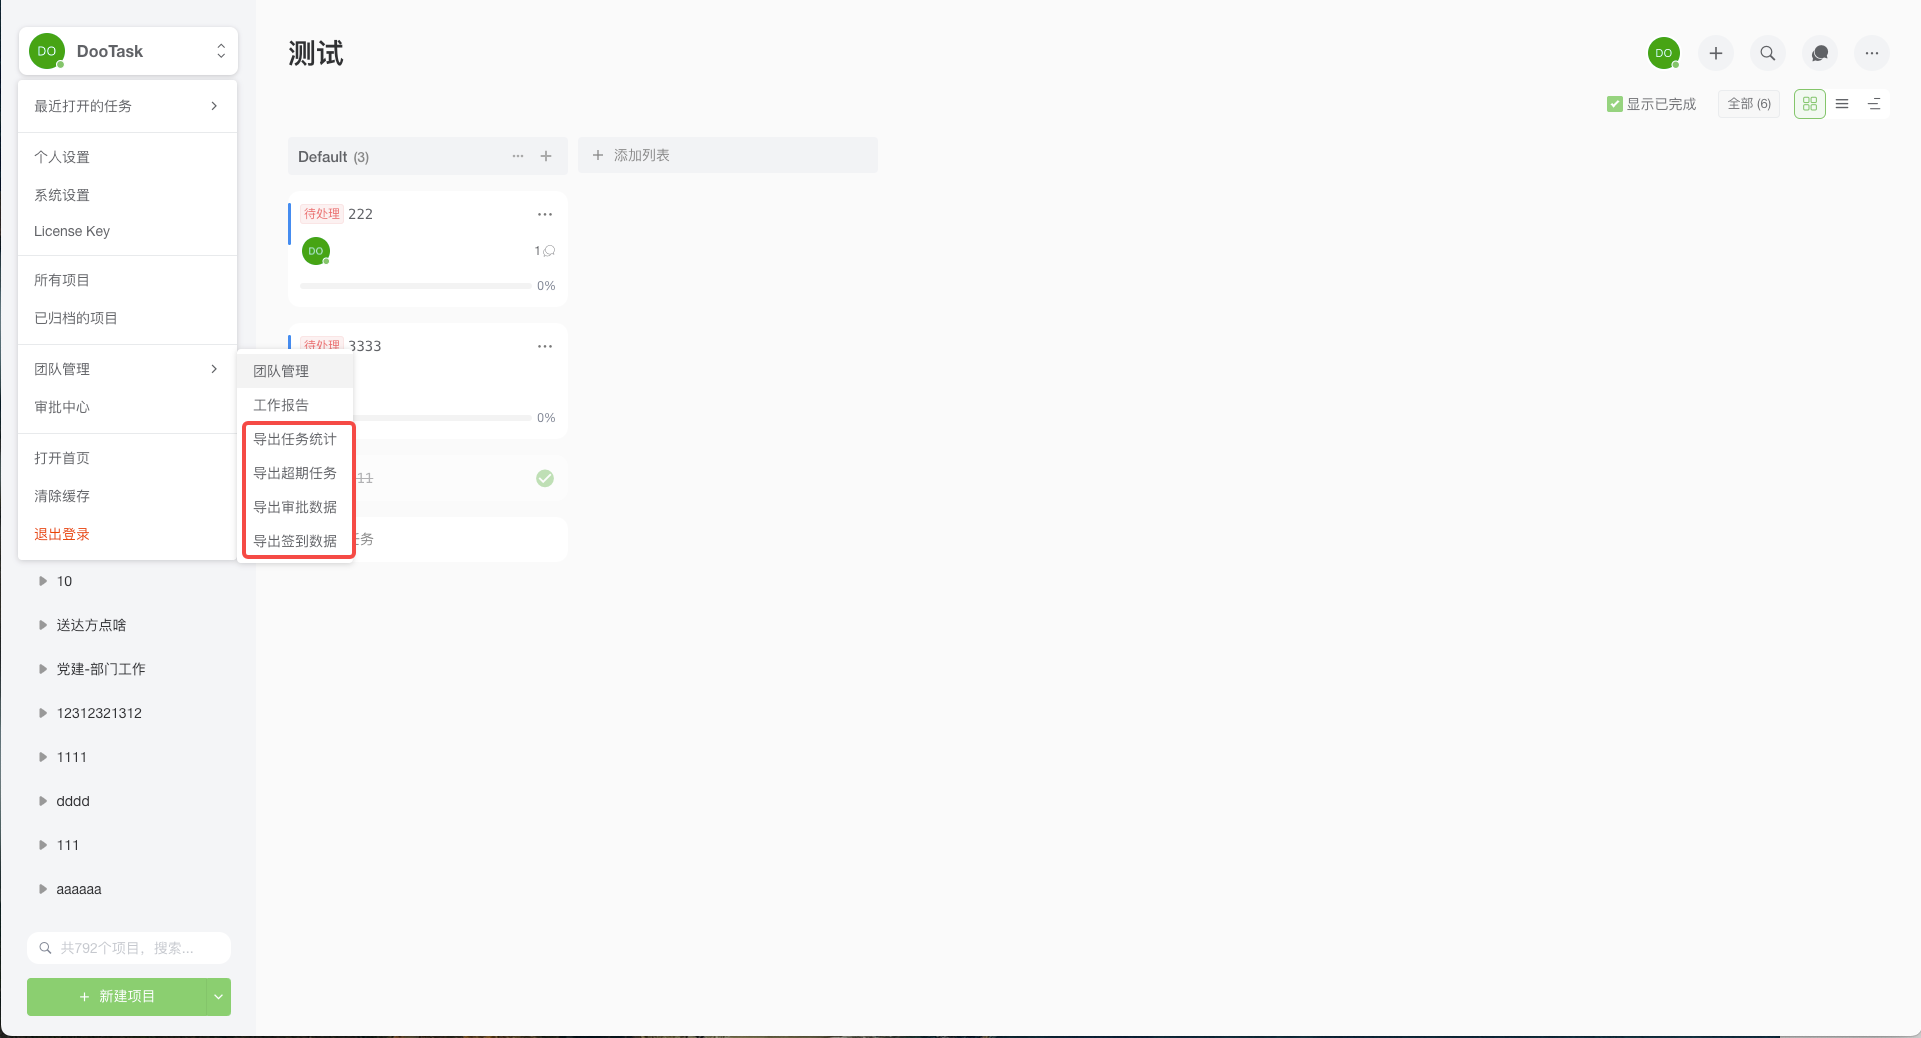 DO DooTask
最近打开的任务
个人设置
系统设置
License Key
所有项目
已归档的项目
团队管理
审批中心
打开首页
清除缓存
退出登录
团队管理
工作报告
导出任务统计
导出超期任务
导出审批数据
导出签到数据
10
送达方点啥
党建-部门工作
12312321312
1111
dddd
111
aaaaaa
共792个项目，搜索...
新建项目
测试
DO
显示已完成
全部 (6)
Default (3)
添加列表
待处理 222
DO
1
0%
待处理 3333
0%
11
任务